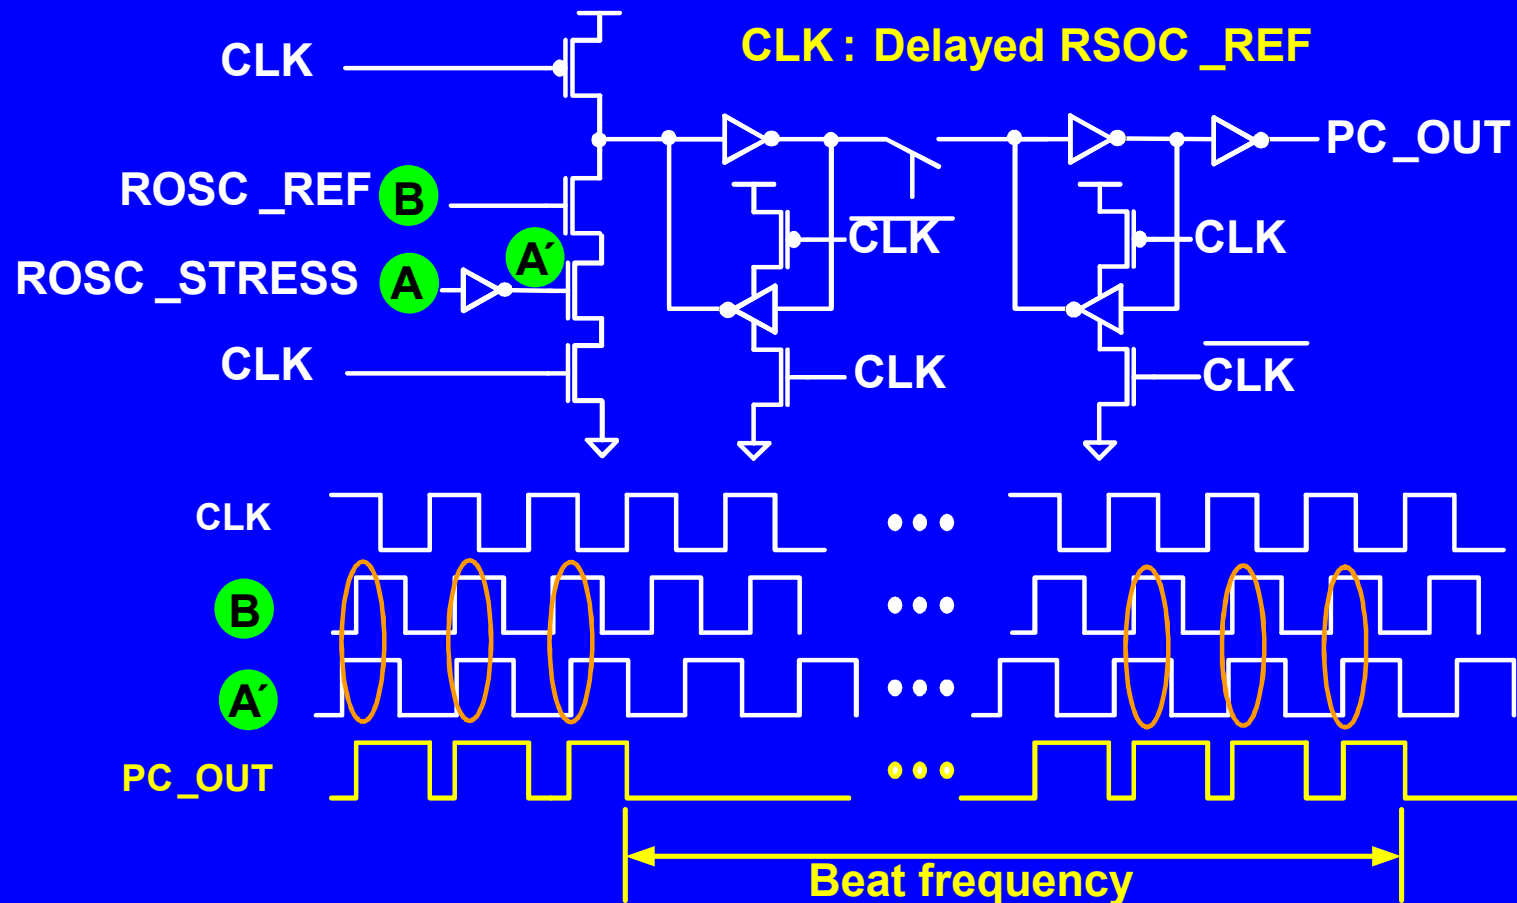 CLK : Delayed RSOC _REF
CLK
PC_OUT
ROSC _REF B
CLK
CLK
A´
ROSC _STRESS A
CLK
CLK
CLK
CLK
B
A´
PC_OUT
Beat frequency